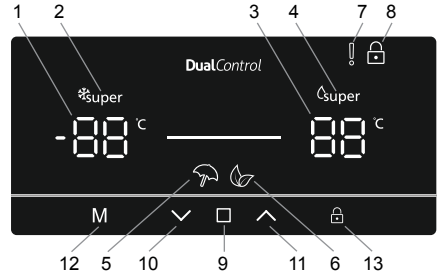 1 2 3 4 7 8
DualControl
super super
-88 °C 88 °C
M
12 5 10 9 11 6 13